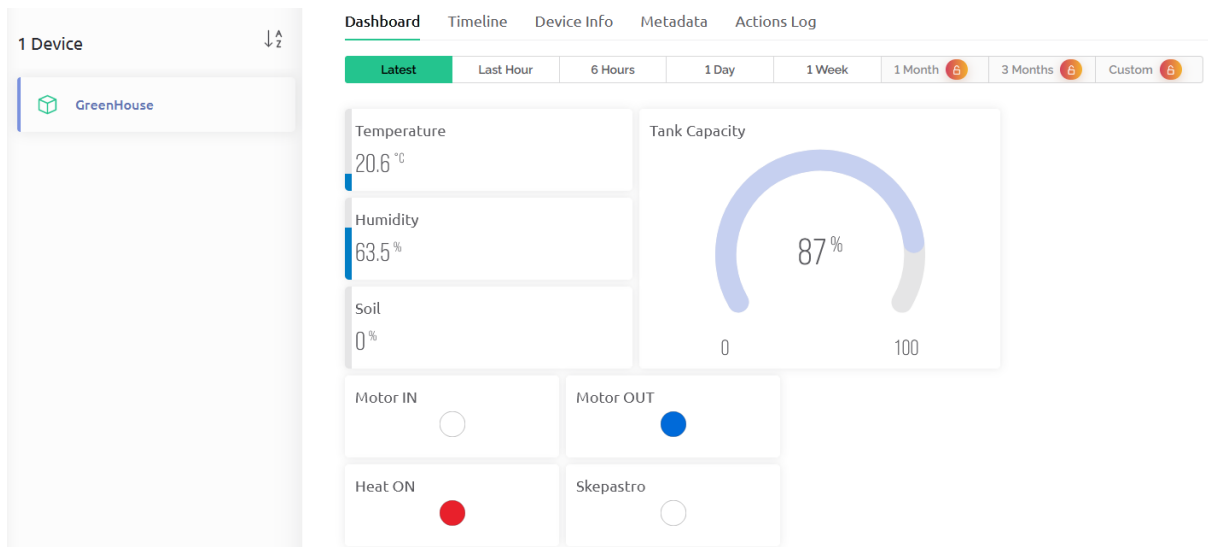 1 Device
GreenHouse
Dashboard Timeline Device Info Metadata Actions Log
Latest Last Hour 6 Hours 1 Day 1 Week 1 Month 3 Months Custom
Temperature
20.6 °C
Humidity
63.5 %
Soil
0 %
Tank Capacity
87 %
0 100
Motor IN Motor OUT
Heat ON Skepastro